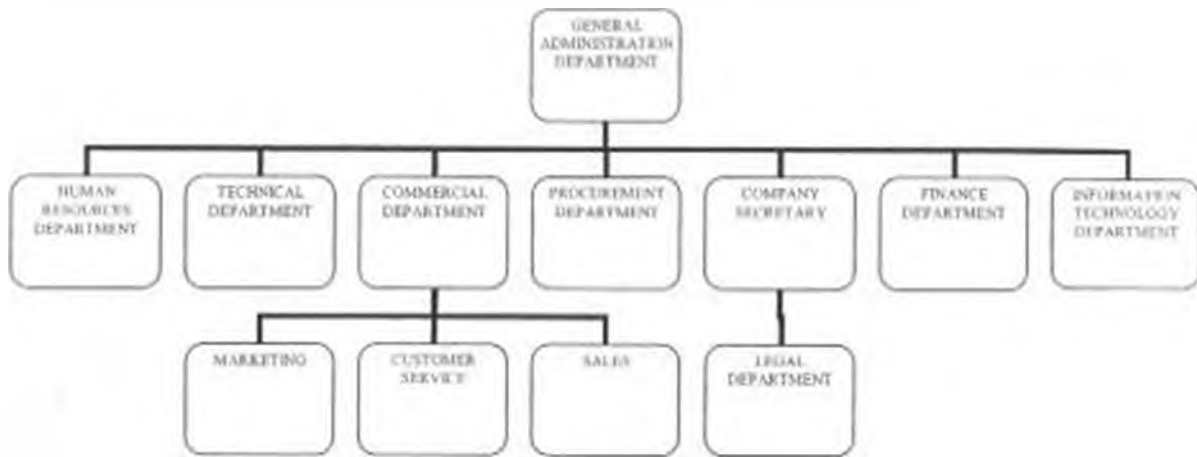 GENERAL
ADMINISTRATION
DEPARTMENT
HUMAN
RESOURCES
DEPARTMENT
TECHNICAL
DEPARTMENT
COMMERCIAL
DEPARTMENT
PROCUREMENT
DEPARTMENT
COMPANY
SECRETARY
FINANCE
DEPARTMENT
INFORMATION
TECHNOLOGY
DEPARTMENT
MARKETING
CUSTOMER
SERVICE
SALES
LEGAL
DEPARTMENT